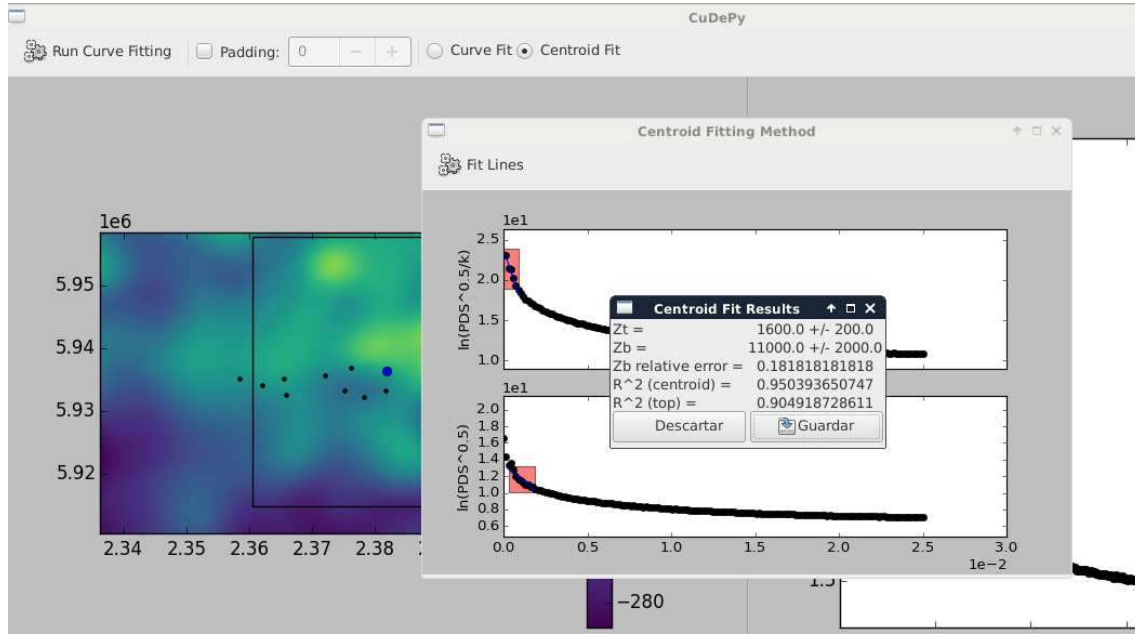 CuDePy
Run Curve Fitting Padding: 0 − + Curve Fit Centroid Fit
Centroid Fitting Method
Fit Lines
1e6
5.95
5.94
5.93
5.92
2.34 2.35 2.36 2.37 2.38
1e1
2.5
2.0
1.5
1.0
ln(PDS^0.5/k)
1e1
2.0
1.8
1.6
1.4
1.2
1.0
0.8
0.6
ln(PDS^0.5)
0.0 0.5 1.0 1.5 2.0 2.5 3.0
1e−2
Centroid Fit Results
Zt = 1600.0 +/- 200.0
Zb = 11000.0 +/- 2000.0
Zb relative error = 0.181818181818
R^2 (centroid) = 0.950393650747
R^2 (top) = 0.904918728611
Descartar Guardar
−280
1.5